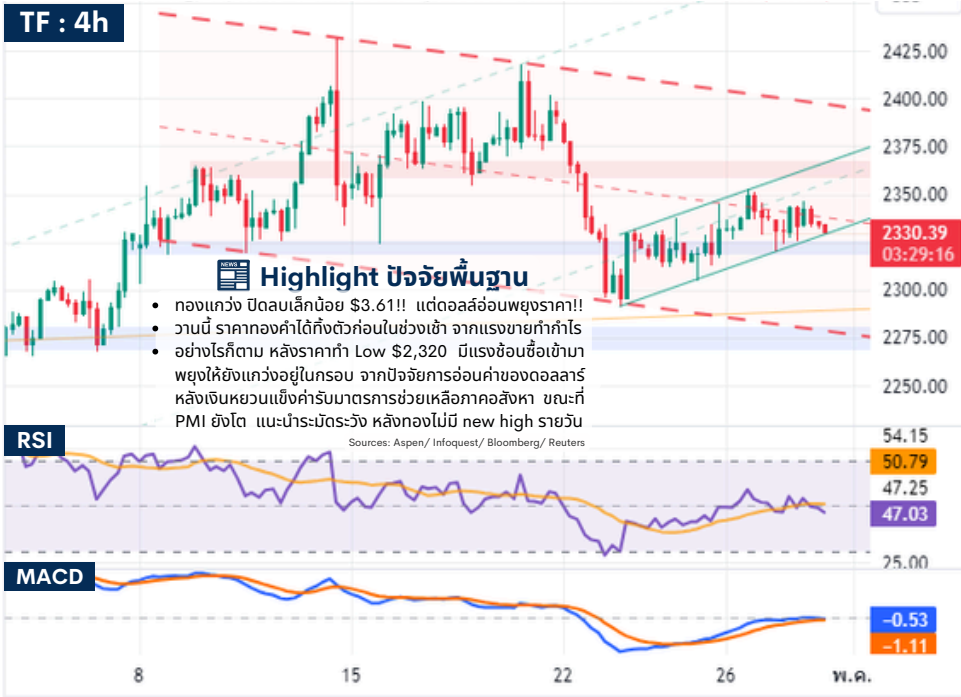 TF : 4h
2425.00
2400.00
2375.00
2350.00
2330.39
03:29:16
2300.00
2275.00
2250.00
NEWS
Highlight ปัจจัยพื้นฐาน
• ทองแกว่ง ปิดลบเล็กน้อย $3.61!! แต่ดอลล์อ่อนพยุงราคา!!
• วานนี้ ราคาทองคำได้ทิ้งตัวก่อนในช่วงเช้า จากแรงขายทำกำไร
• อย่างไรก็ตาม หลังราคาทำ Low $2,320 มีแรงช้อนซื้อเข้ามา
พยุงให้ยังแกว่งอยู่ในกรอบ จากปัจจัยการอ่อนค่าของดอลลาร์
หลังเงินหยวนแข็งค่ารับมาตรการช่วยเหลือภาคอสังหา ขณะที่
PMI ยังโต แนะนำระมัดระวัง หลังทองไม่มี new high รายวัน
Sources: Aspen/ Infoquest/ Bloomberg/ Reuters
RSI
54.15
50.79
47.25
47.03
25.00
MACD
−0.53
−1.11
8
15
22
26
พ.ค.